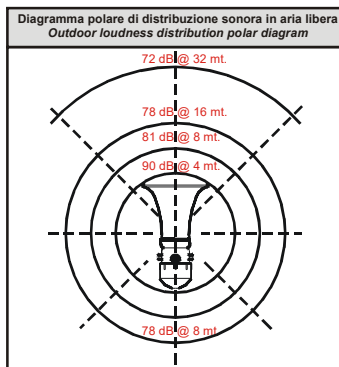 Diagramma polare di distribuzione sonora in aria libera
Outdoor loudness distribution polar diagram
72 dB @ 32 mt.
78 dB @ 16 mt.
81 dB @ 8 mt.
90 dB @ 4 mt.
78 dB @ 8 mt.